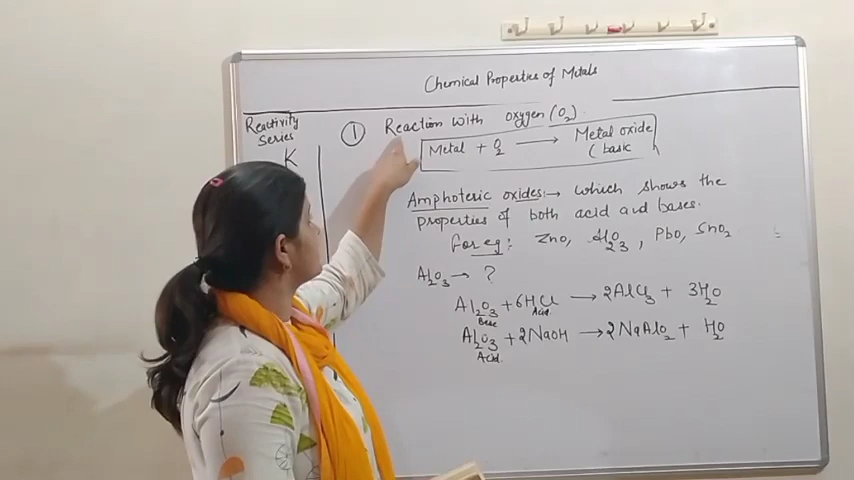 Chemical Properties of Metals
Reactivity
Series
K
① Reaction with oxygen (O₂)
Metal + O₂ ⟶ Metal oxide
(basic
Amphoteric oxides :→ which shows the
properties of both acid and bases.
For eg: ZnO, Al₂O₃, PbO, SnO₂
Al₂O₃ → ?
Al₂O₃ + 6HCl ⟶ 2AlCl₃ + 3H₂O
Base Acid
Al₂O₃ + 2NaOH ⟶ 2NaAlO₂ + H₂O
Acid.